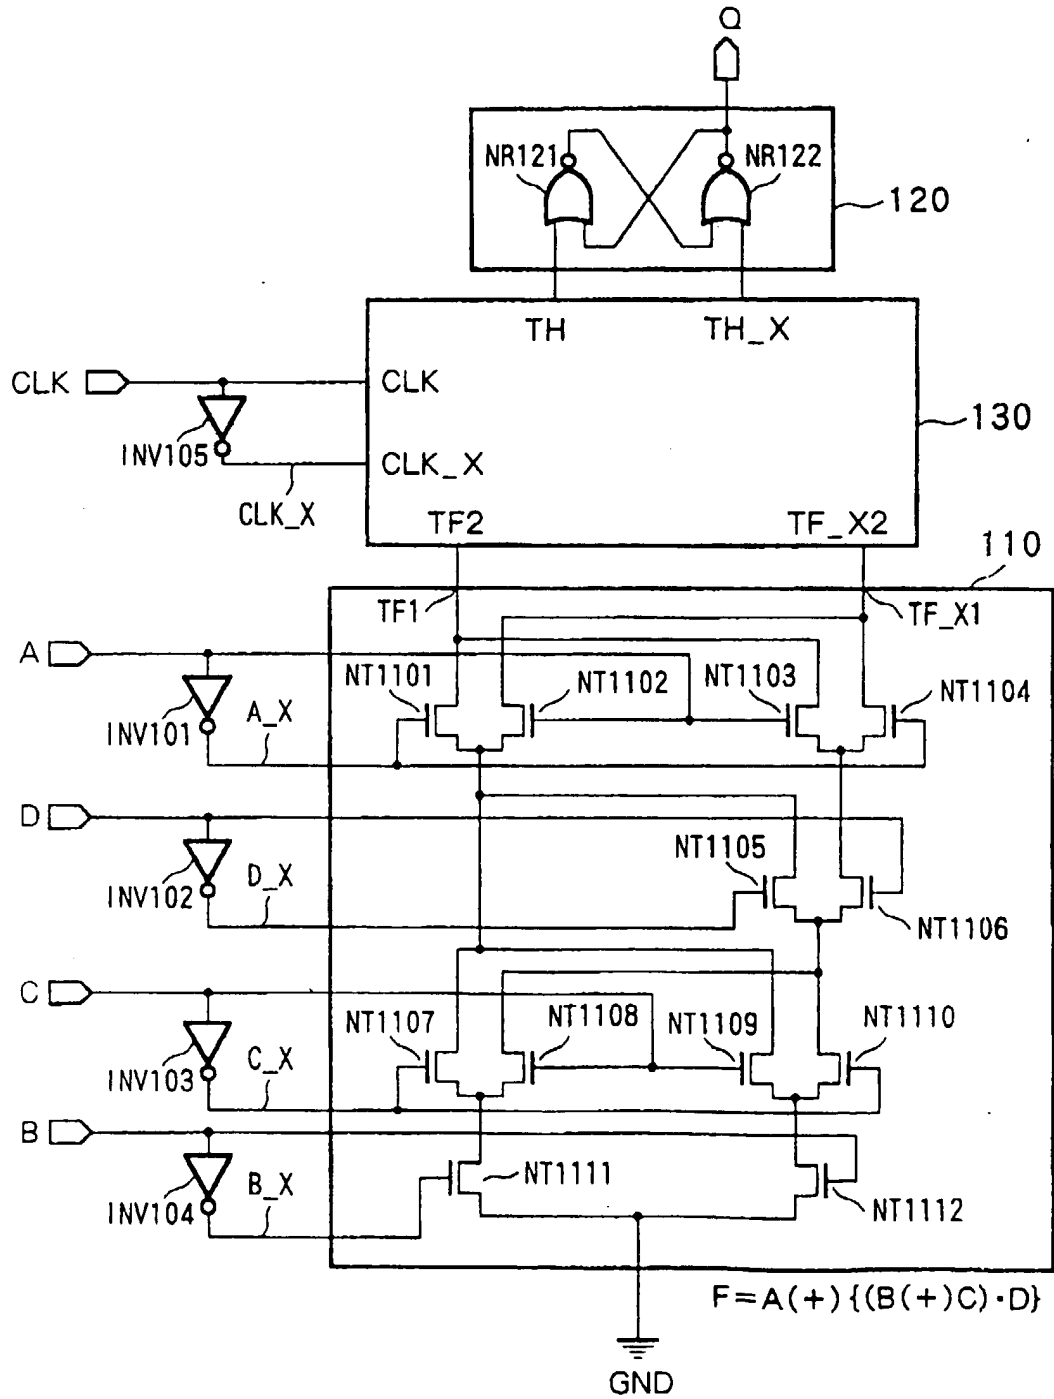 Q
NR121
NR122
120
TH
TH_X
CLK
CLK
130
INV105
CLK_X
CLK_X
TF2
TF_X2
110
TF1
TF_X1
A
NT1101
NT1102
NT1103
NT1104
INV101
A_X
D
NT1105
INV102
D_X
NT1106
C
NT1107
NT1108
NT1109
NT1110
INV103
C_X
B
INV104
B_X
NT1111
NT1112
F=A(+){(B(+)C)·D}
GND